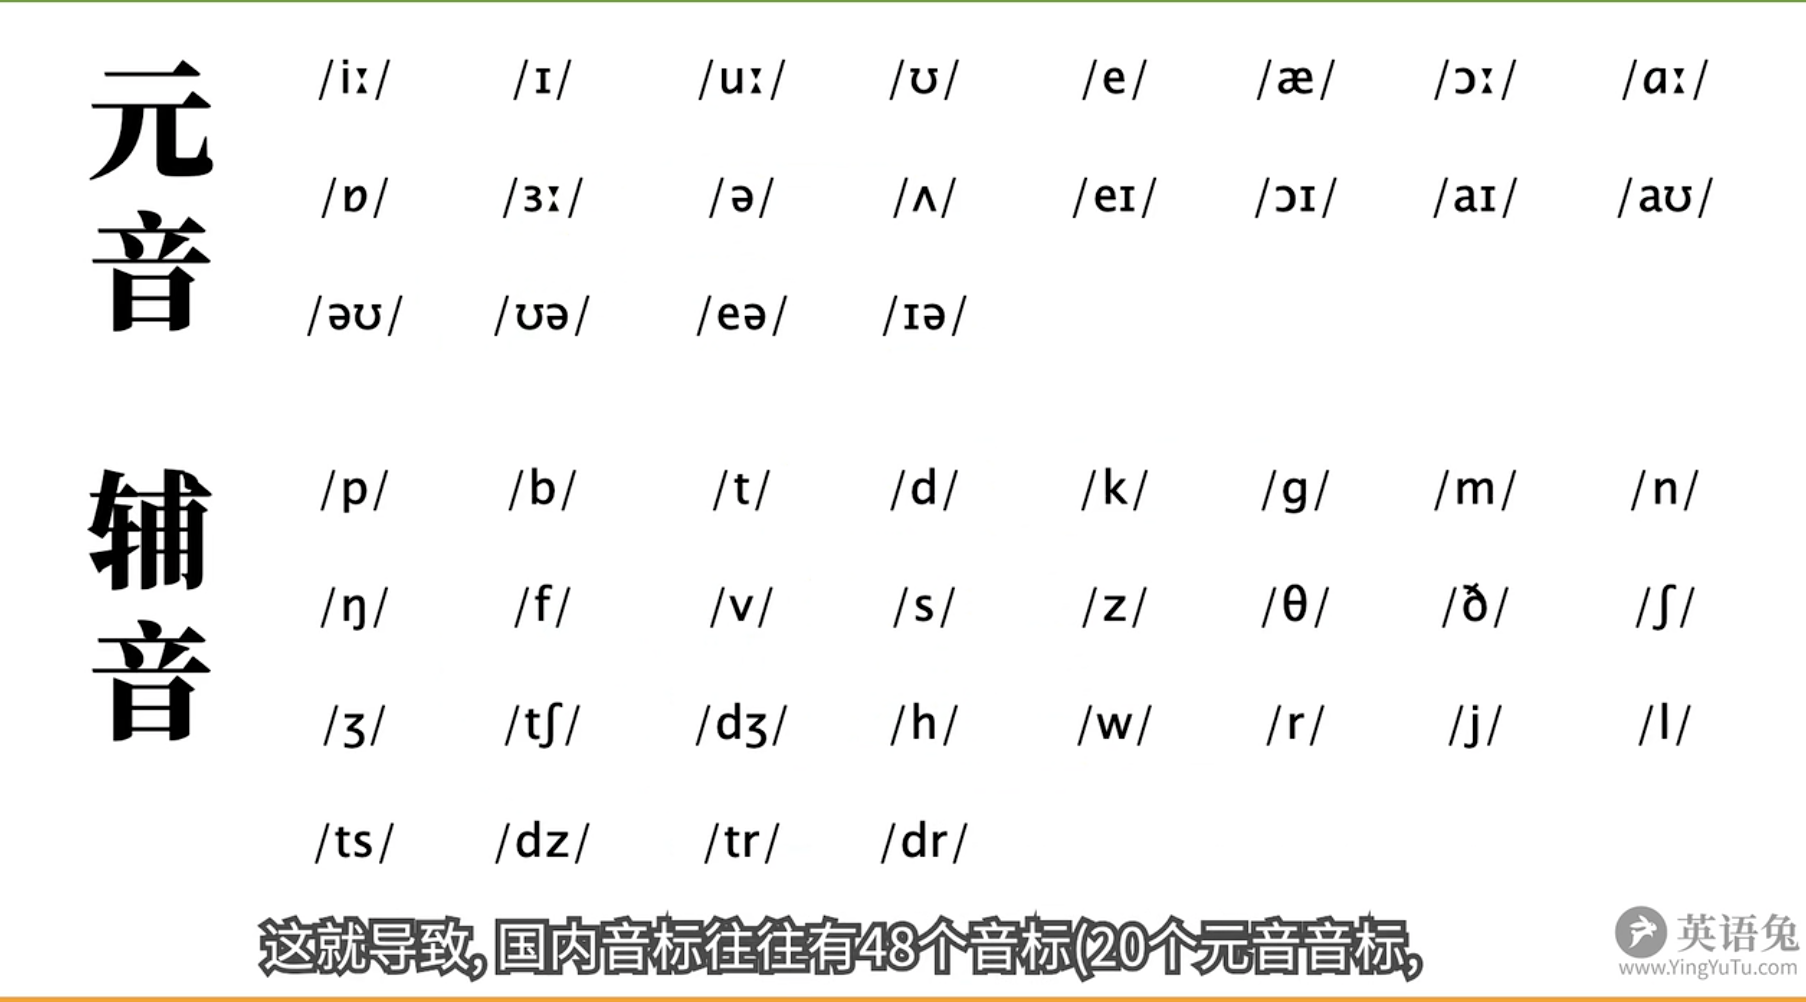 元音
/iː/ /ɪ/ /uː/ /ʊ/ /e/ /æ/ /ɔː/ /ɑː/
/ɒ/ /ɜː/ /ə/ /ʌ/ /eɪ/ /ɔɪ/ /aɪ/ /aʊ/
/əʊ/ /ʊə/ /eə/ /ɪə/
辅音
/p/ /b/ /t/ /d/ /k/ /g/ /m/ /n/
/ŋ/ /f/ /v/ /s/ /z/ /θ/ /ð/ /ʃ/
/ʒ/ /tʃ/ /dʒ/ /h/ /w/ /r/ /j/ /l/
/ts/ /dz/ /tr/ /dr/
这就导致, 国内音标往往有48个音标(20个元音音标,
英语兔
www.YingYuTu.com